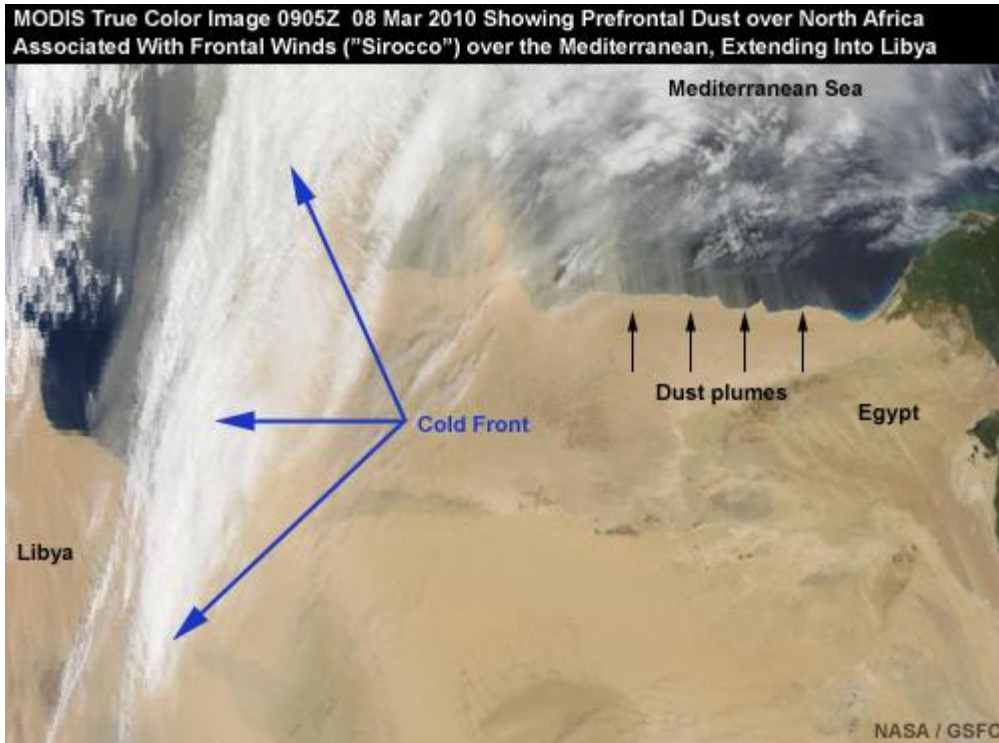 MODIS True Color Image 0905Z 08 Mar 2010 Showing Prefrontal Dust over North Africa
Associated With Frontal Winds ("Sirocco") over the Mediterranean, Extending Into Libya
Mediterranean Sea
Dust plumes
Egypt
Cold Front
Libya
NASA / GSFC